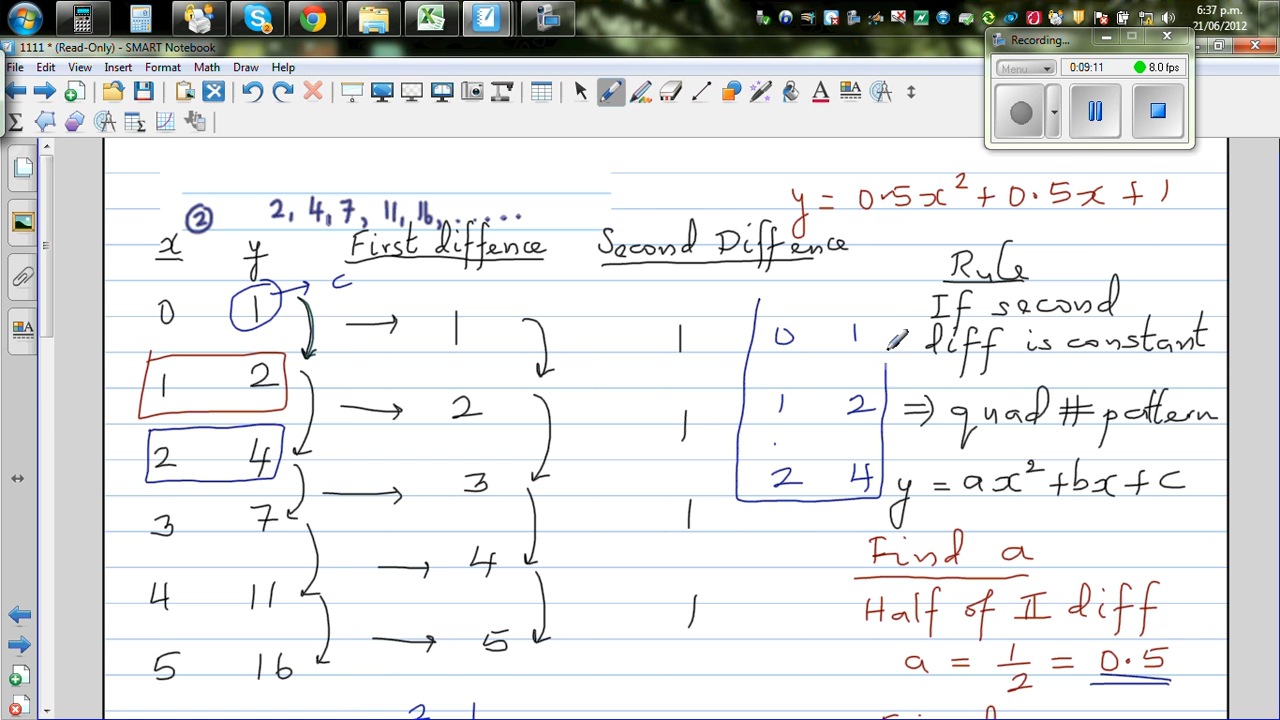 6:37 p.m.
21/06/2012
1111 * (Read-Only) - SMART Notebook
File Edit View Insert Format Math Draw Help
Recording...
Menu
0:09:11
8.0 fps
② 2, 4, 7, 11, 16, .....
y = 0.5x² + 0.5x + 1
x y First diffence Second Diffence
0 1 → c → 1 1
1 2 → 2 1
2 4 → 3 1
3 7 → 4 1
4 11 → 5
5 16
0 1
1 2
2 4
Rule
If second
diff is constant
⇒ quad # pattern
y = ax² + bx + c
Find a
Half of II diff
a = 1/2 = 0.5